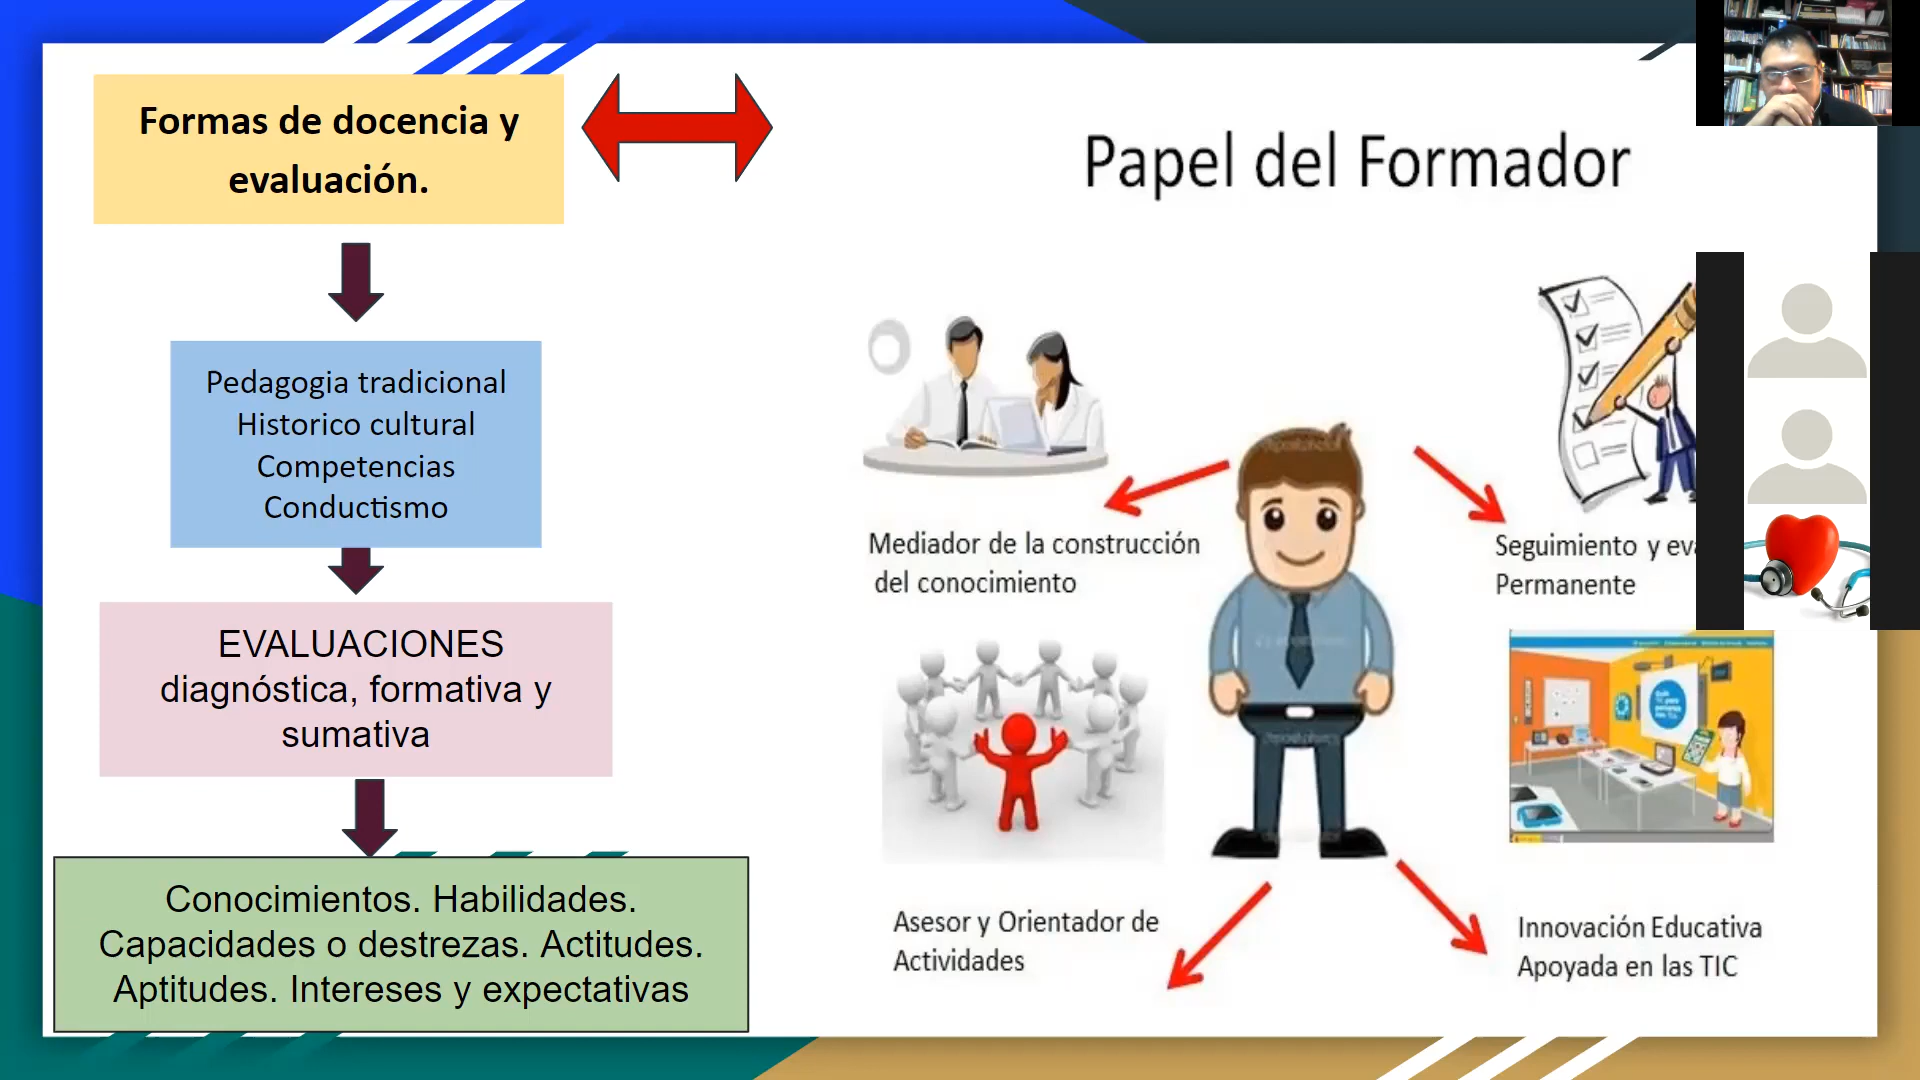 Formas de docencia y
evaluación.
Pedagogia tradicional
Historico cultural
Competencias
Conductismo
EVALUACIONES
diagnóstica, formativa y
sumativa
Conocimientos. Habilidades.
Capacidades o destrezas. Actitudes.
Aptitudes. Intereses y expectativas
Papel del Formador
Mediador de la construcción
del conocimiento
Seguimiento y
Permanente
Asesor y Orientador de
Actividades
Innovación Educativa
Apoyada en las TIC